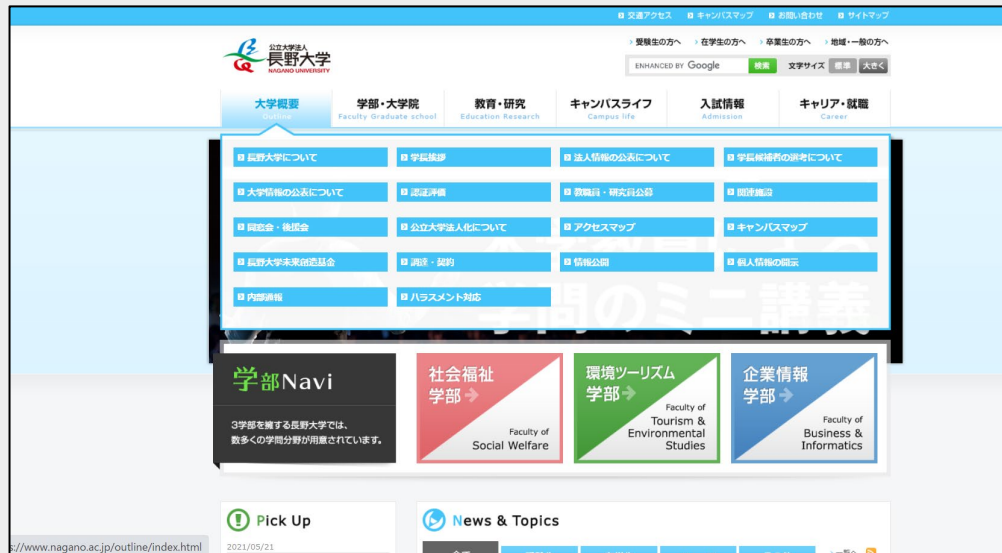 交通アクセス キャンパスマップ お問い合わせ サイトマップ
公立大学法人
長野大学
NAGANO UNIVERSITY
受験生の方へ 在学生の方へ 卒業生の方へ 地域・一般の方へ
ENHANCED BY Google 検索 文字サイズ 標準 大きく
大学概要 学部・大学院 教育・研究 キャンパスライフ 入試情報 キャリア・就職
Outline Faculty Graduate school Education Research Campus life Admission Career
長野大学について 学長挨拶 法人情報の公表について 学長候補者の選考について
大学情報の公表について 認証評価 教職員・研究員公募 関連施設
同窓会・後援会 公立大学法人化について アクセスマップ キャンパスマップ
長野大学未来創造基金 調達・契約 情報公開 個人情報の開示
内部通報 ハラスメント対応
学問のミニ講義
学部Navi
3学部を擁する長野大学では、
数多くの学問分野が用意されています。
社会福祉
学部
Faculty of
Social Welfare
環境ツーリズム
学部
Faculty of
Tourism &
Environmental
Studies
企業情報
学部
Faculty of
Business &
Informatics
Pick Up
2021/05/21
News & Topics
一覧へ
s://www.nagano.ac.jp/outline/index.html